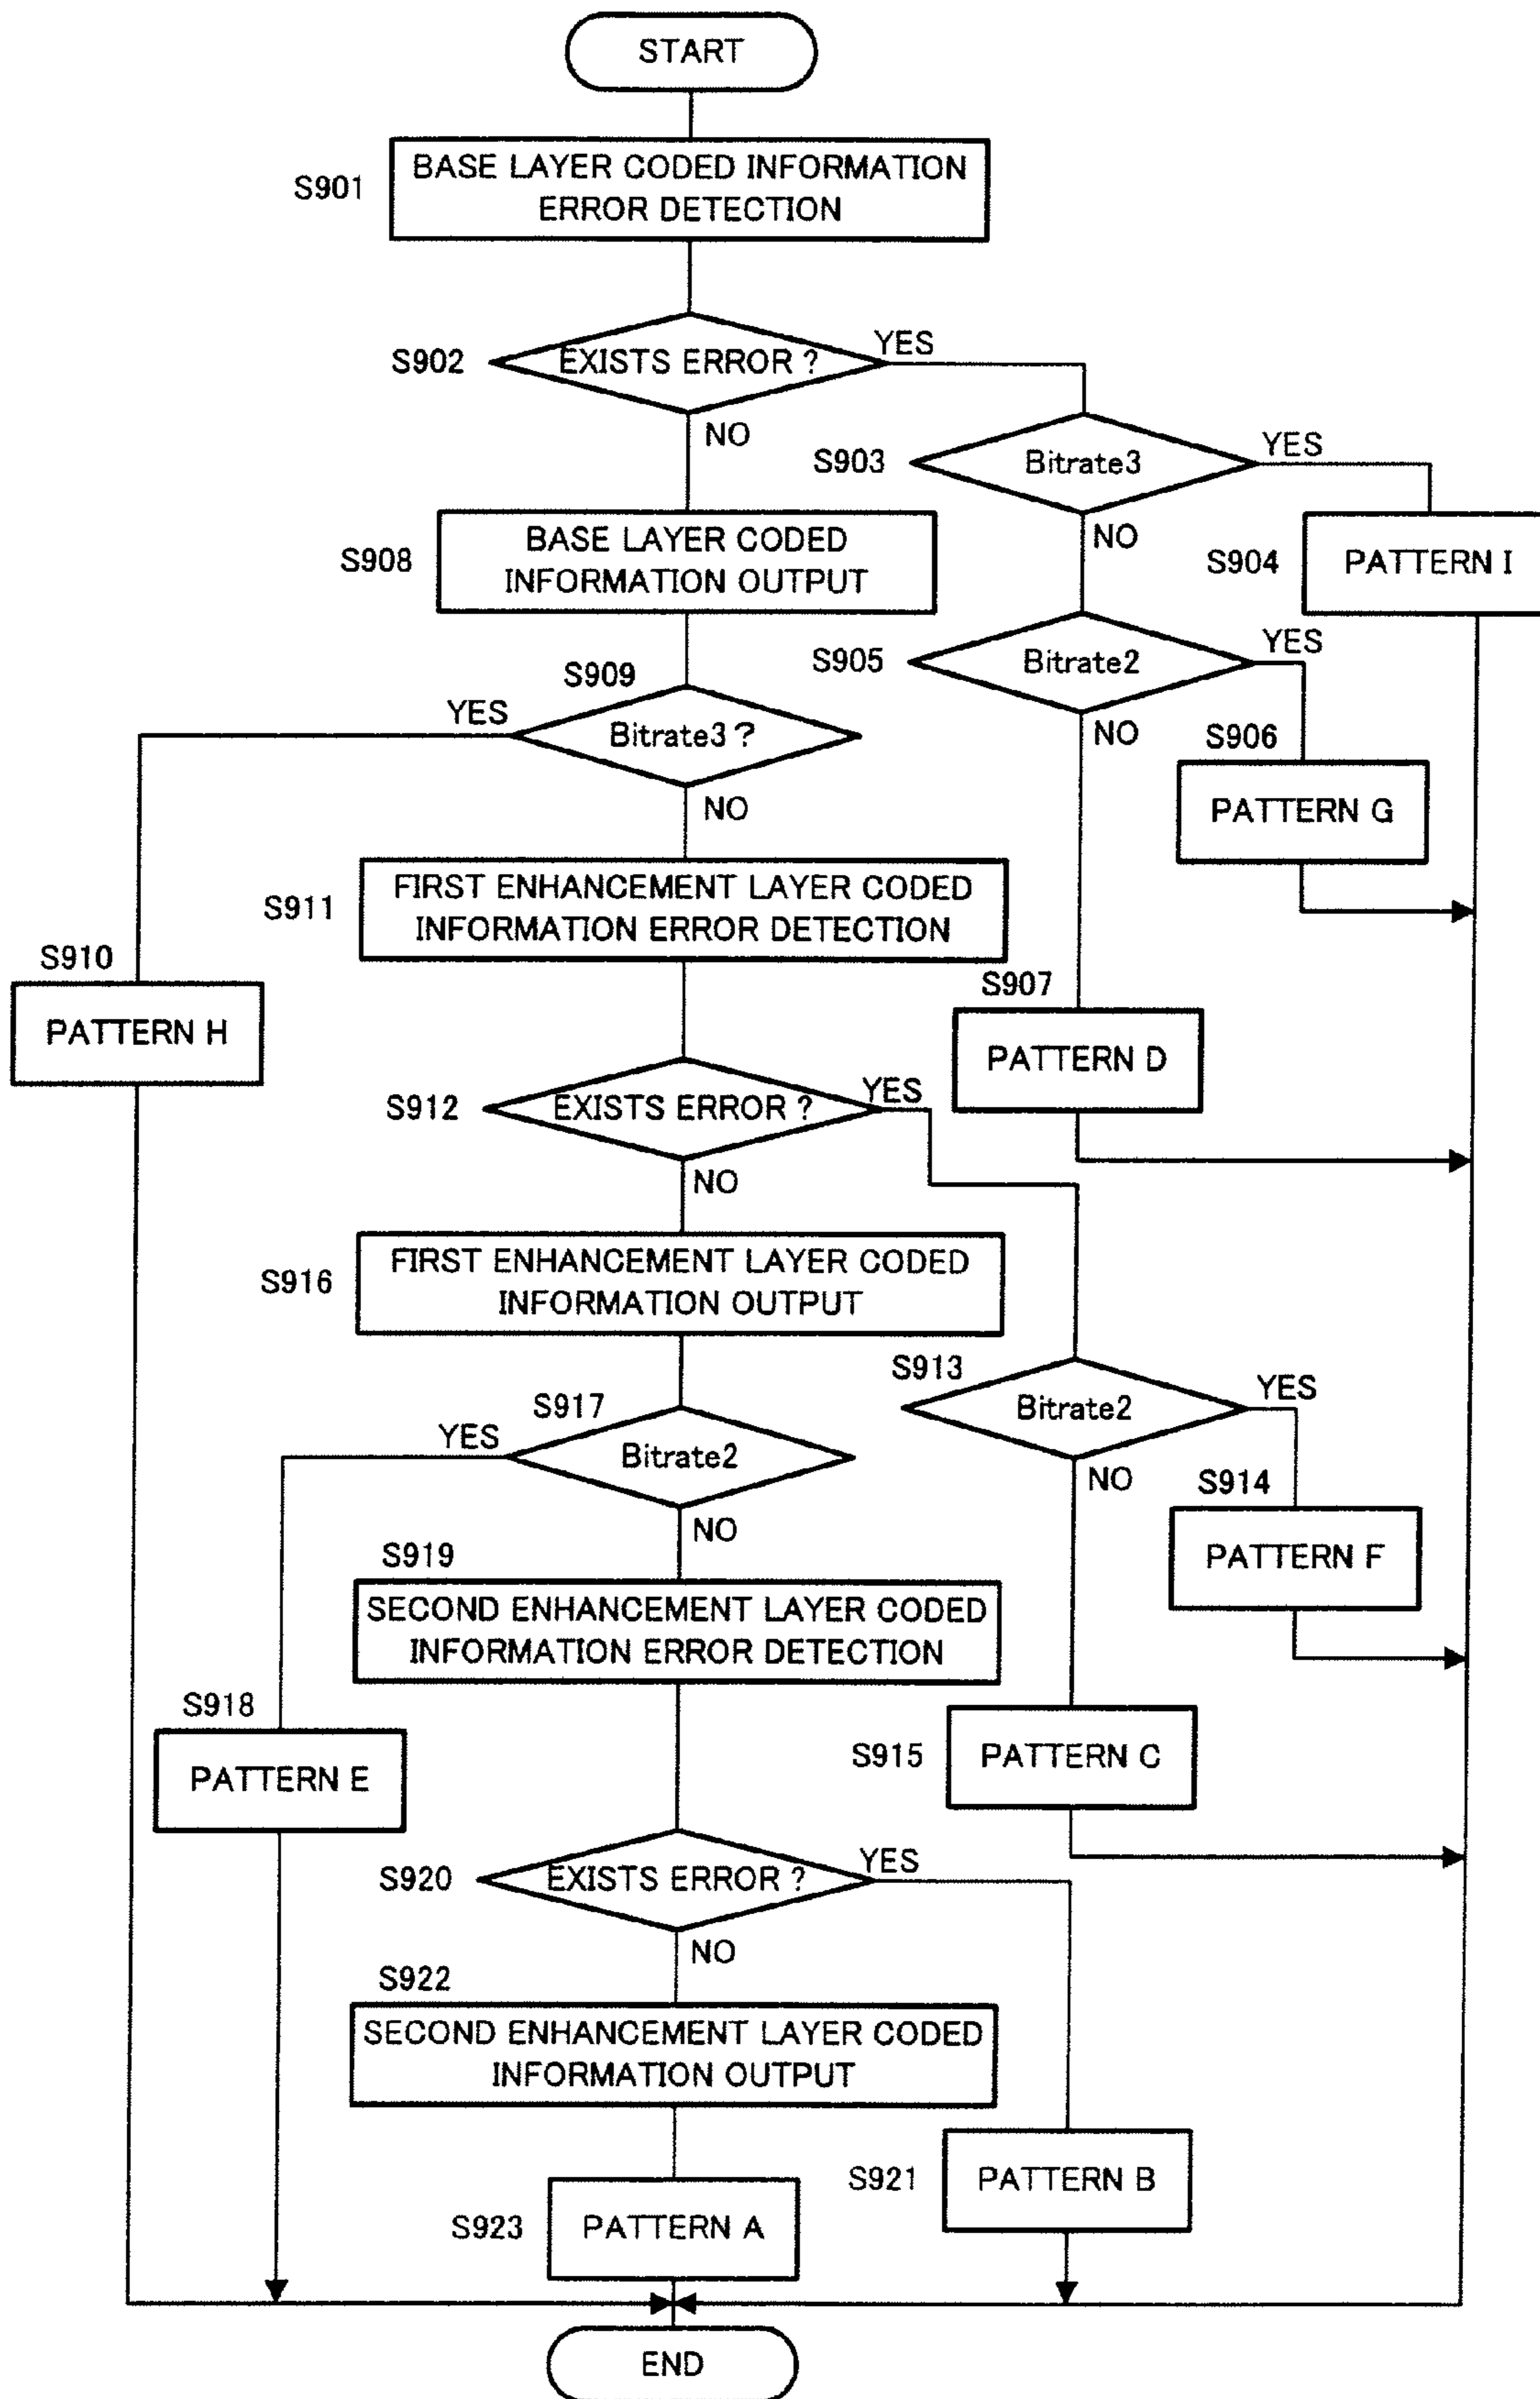 START
S901
BASE LAYER CODED INFORMATION
ERROR DETECTION
S902
EXISTS ERROR ?
YES
NO
S903
Bitrate3
YES
NO
S904
PATTERN I
S908
BASE LAYER CODED
INFORMATION OUTPUT
S905
Bitrate2
YES
NO
S909
YES
Bitrate3 ?
NO
S906
PATTERN G
S911
FIRST ENHANCEMENT LAYER CODED
INFORMATION ERROR DETECTION
S910
PATTERN H
S907
PATTERN D
S912
EXISTS ERROR ?
YES
NO
S916
FIRST ENHANCEMENT LAYER CODED
INFORMATION OUTPUT
S913
Bitrate2
YES
NO
S917
YES
Bitrate2
NO
S914
PATTERN F
S919
SECOND ENHANCEMENT LAYER CODED
INFORMATION ERROR DETECTION
S918
PATTERN E
S915
PATTERN C
S920
EXISTS ERROR ?
YES
NO
S922
SECOND ENHANCEMENT LAYER CODED
INFORMATION OUTPUT
S921
PATTERN B
S923
PATTERN A
END